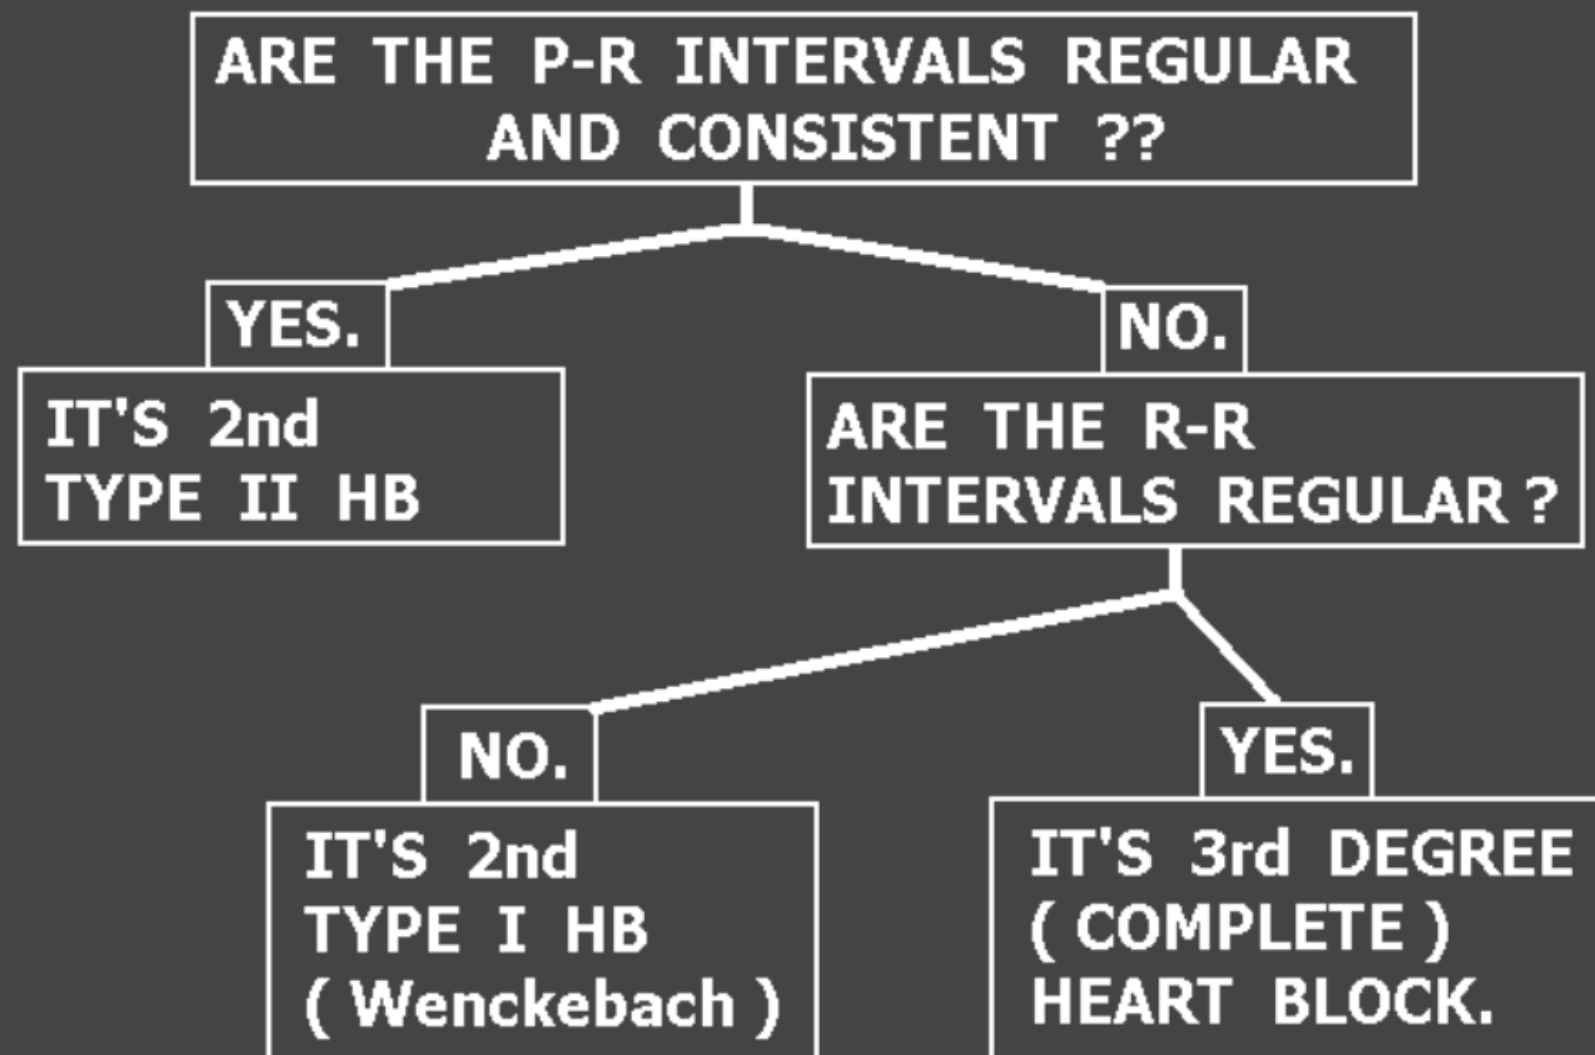 ARE THE P-R INTERVALS REGULAR
AND CONSISTENT ??
YES.
IT'S 2nd
TYPE II HB
NO.
ARE THE R-R
INTERVALS REGULAR ?
NO.
IT'S 2nd
TYPE I HB
( Wenckebach )
YES.
IT'S 3rd DEGREE
( COMPLETE )
HEART BLOCK.